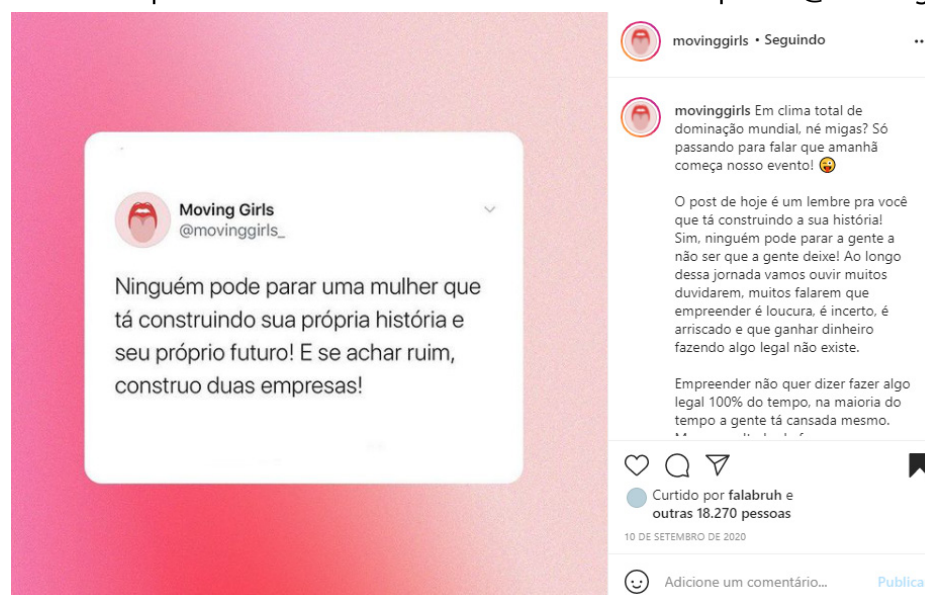 movinggirls • Seguindo
Moving Girls
@movinggirls_
Ninguém pode parar uma mulher que
tá construindo sua própria história e
seu próprio futuro! E se achar ruim,
construo duas empresas!
movinggirls Em clima total de
dominação mundial, né migas? Só
passando para falar que amanhã
começa nosso evento! 😜
O post de hoje é um lembre pra você
que tá construindo a sua história!
Sim, ninguém pode parar a gente a
não ser que a gente deixe! Ao longo
dessa jornada vamos ouvir muitos
duvidarem, muitos falarem que
empreender é loucura, é incerto, é
arriscado e que ganhar dinheiro
fazendo algo legal não existe.
Empreender não quer dizer fazer algo
legal 100% do tempo, na maioria do
tempo a gente tá cansada mesmo.
Curtido por falabruh e
outras 18.270 pessoas
10 DE SETEMBRO DE 2020
Adicione um comentário...
Publica